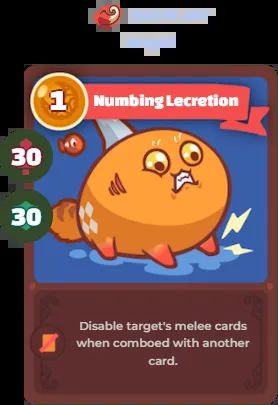 1
Numbing Lecretion
30
30
Disable target's melee cards
when comboed with another
card.